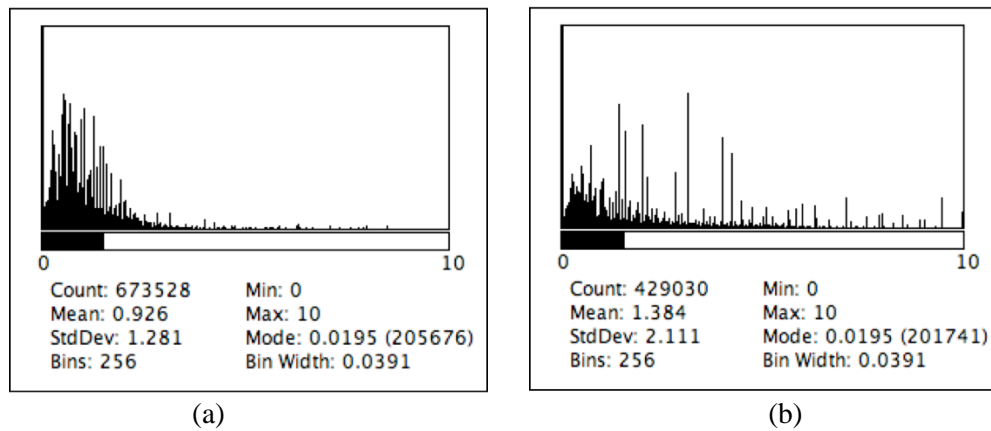 0 10
Count: 673528 Min: 0
Mean: 0.926 Max: 10
StdDev: 1.281 Mode: 0.0195 (205676)
Bins: 256 Bin Width: 0.0391
(a)
0 10
Count: 429030 Min: 0
Mean: 1.384 Max: 10
StdDev: 2.111 Mode: 0.0195 (201741)
Bins: 256 Bin Width: 0.0391
(b)